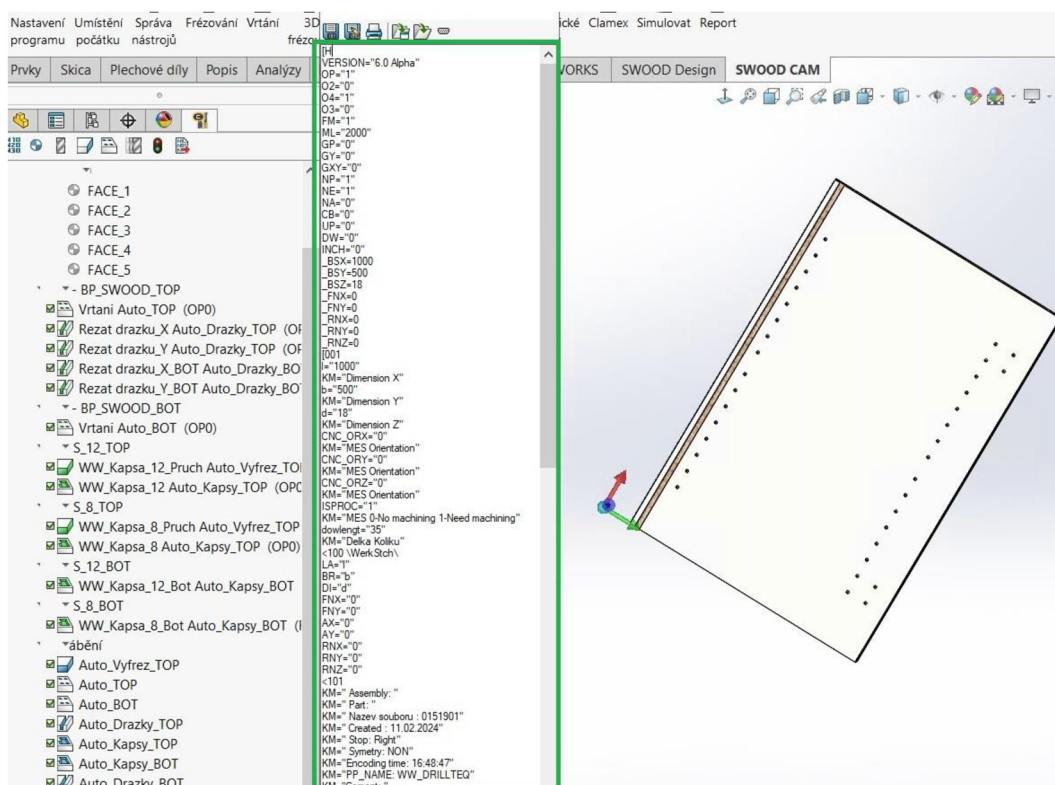 Nastavení Umístění Správa Frézování Vrtání 3D
programu počátku nástrojů frézo
ické Clamex Simulovat Report
Prvky Skica Plechové díly Popis Analýzy
WORKS SWOOD Design SWOOD CAM
FACE_1
FACE_2
FACE_3
FACE_4
FACE_5
- BP_SWOOD_TOP
Vrtani Auto_TOP (OP0)
Rezat drazku_X Auto_Drazky_TOP (OP
Rezat drazku_Y Auto_Drazky_TOP (OP
Rezat drazku_X_BOT Auto_Drazky_BO
Rezat drazku_Y_BOT Auto_Drazky_BO
- BP_SWOOD_BOT
Vrtani Auto_BOT (OP0)
S_12_TOP
WW_Kapsa_12_Pruch Auto_Vyfrez_TO
WW_Kapsa_12 Auto_Kapsy_TOP (OP0
S_8_TOP
WW_Kapsa_8_Pruch Auto_Vyfrez_TOP
WW_Kapsa_8 Auto_Kapsy_TOP (OP0)
S_12_BOT
WW_Kapsa_12_Bot Auto_Kapsy_BOT
S_8_BOT
WW_Kapsa_8_Bot Auto_Kapsy_BOT
ábění
Auto_Vyfrez_TOP
Auto_TOP
Auto_BOT
Auto_Drazky_TOP
Auto_Kapsy_TOP
Auto_Kapsy_BOT
Auto_Drazky_BOT
[H
VERSION="6.0 Alpha"
OP="1"
O2="0"
O4="1"
O3="0"
FM="1"
ML="2000"
GP="0"
GY="0"
GXY="0"
NP="1"
NE="1"
NA="0"
CB="0"
UP="0"
DW="0"
INCH="0"
_BSX=1000
_BSY=500
_BSZ=18
_FNX=0
_FNY=0
_RNX=0
_RNY=0
_RNZ=0
[001
l="1000"
KM="Dimension X"
b="500"
KM="Dimension Y"
d="18"
KM="Dimension Z"
CNC_ORX="0"
KM="MES Orientation"
CNC_ORY="0"
KM="MES Orientation"
CNC_ORZ="0"
KM="MES Orientation"
ISPROC="1"
KM="MES 0-No machining 1-Need machining"
dowlengt="35"
KM="Delka Koliku"
<100 \WerkStch\
LA="l"
BR="b"
DI="d"
FNX="0"
FNY="0"
AX="0"
AY="0"
RNX="0"
RNY="0"
RNZ="0"
<101
KM=" Assembly: "
KM=" Part: "
KM=" Nazev souboru : 0151901"
KM=" Created : 11.02.2024"
KM=" Stop: Right"
KM=" Symetry: NON"
KM="Encoding time: 16:48:47"
KM="PP_NAME: WW_DRILLTEQ"